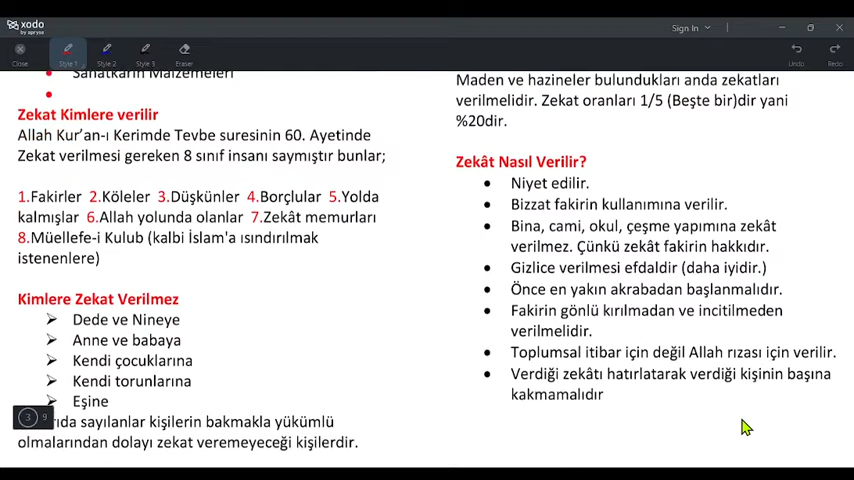 xodo
by apryse
Sign In
Close
Style 1
Style 2
Style 3
Eraser
Undo
Redo
Sanatkarın Malzemeleri
Zekat Kimlere verilir
Allah Kur’an-ı Kerimde Tevbe suresinin 60. Ayetinde
Zekat verilmesi gereken 8 sınıf insanı saymıştır bunlar;
1.Fakirler 2.Köleler 3.Düşkünler 4.Borçlular 5.Yolda
kalmışlar 6.Allah yolunda olanlar 7.Zekât memurları
8.Müellefe-i Kulub (kalbi İslam'a ısındırılmak
istenenlere)
Kimlere Zekat Verilmez
Dede ve Nineye
Anne ve babaya
Kendi çocuklarına
Kendi torunlarına
Eşine
3 9
rıda sayılanlar kişilerin bakmakla yükümlü
olmalarından dolayı zekat veremeyeceği kişilerdir.
Maden ve hazineler bulundukları anda zekatları
verilmelidir. Zekat oranları 1/5 (Beşte bir)dir yani
%20dir.
Zekât Nasıl Verilir?
Niyet edilir.
Bizzat fakirin kullanımına verilir.
Bina, cami, okul, çeşme yapımına zekât
verilmez. Çünkü zekât fakirin hakkıdır.
Gizlice verilmesi efdaldir (daha iyidir.)
Önce en yakın akrabadan başlanmalıdır.
Fakirin gönlü kırılmadan ve incitilmeden
verilmelidir.
Toplumsal itibar için değil Allah rızası için verilir.
Verdiği zekâtı hatırlatarak verdiği kişinin başına
kakmamalıdır